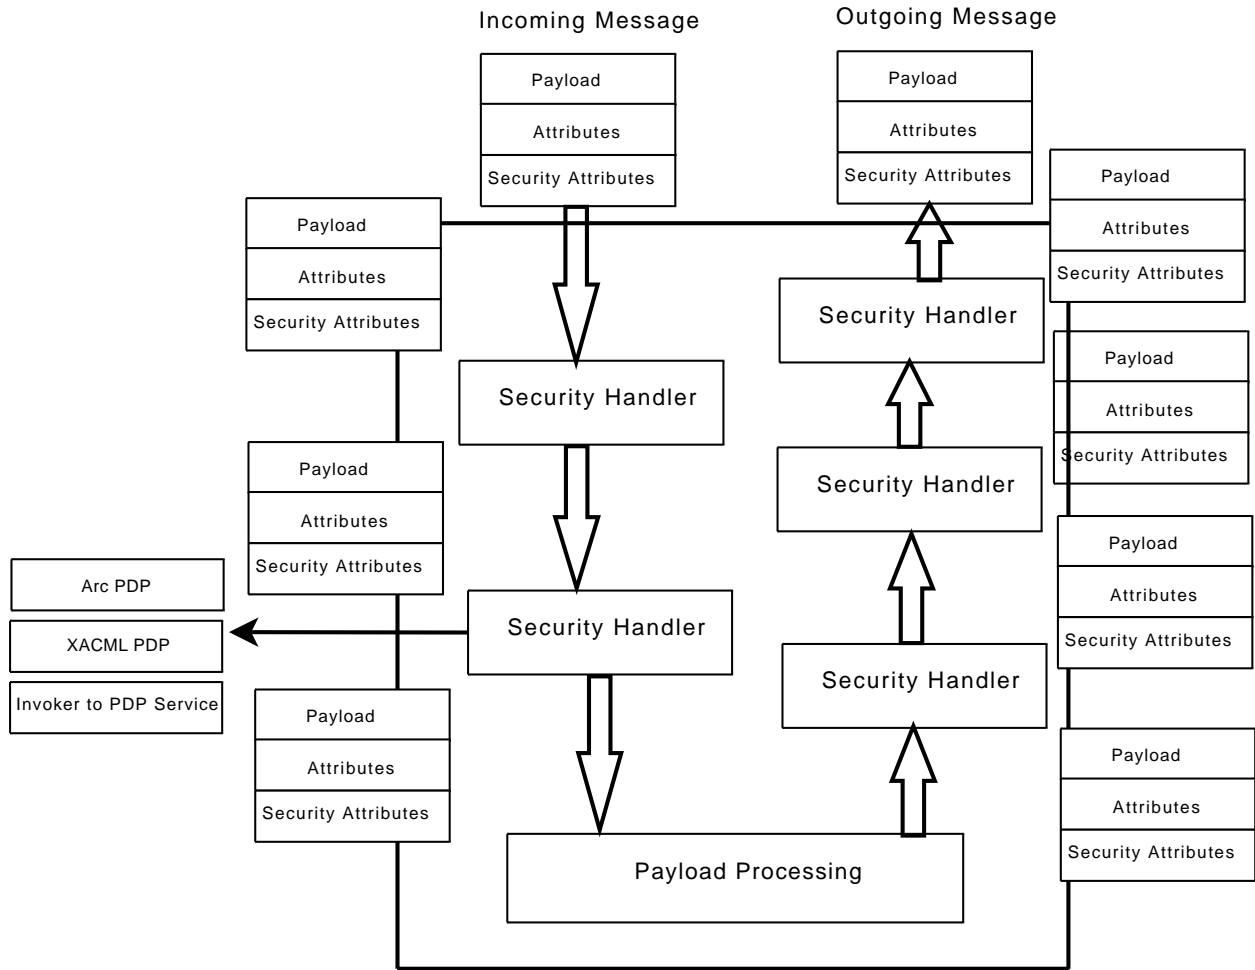 Incoming Message
Outgoing Message
Payload
Attributes
Security Attributes
Payload
Attributes
Security Attributes
Payload
Attributes
Security Attributes
Payload
Attributes
Security Attributes
Security Handler
Security Handler
Payload
Attributes
Security Attributes
Payload
Attributes
Security Attributes
Security Handler
Payload
Attributes
Security Attributes
Arc PDP
XACML PDP
Invoker to PDP Service
Security Handler
Security Handler
Payload
Attributes
Security Attributes
Payload
Attributes
Security Attributes
Payload Processing